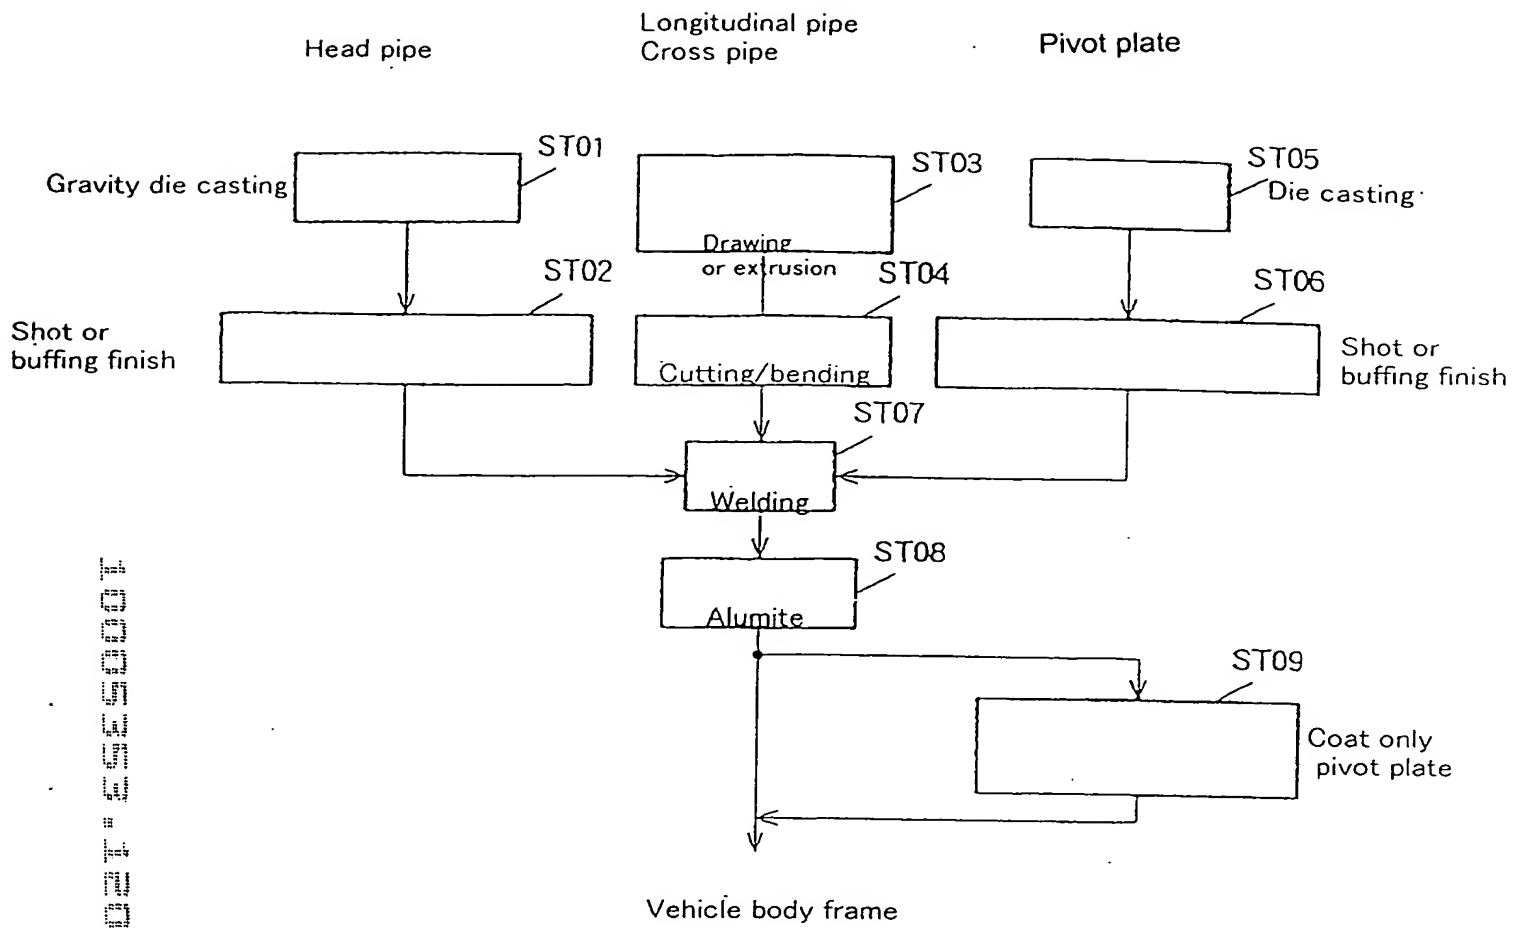 Head pipe
Longitudinal pipe
Cross pipe
Pivot plate
ST01
Gravity die casting
ST03
Drawing
or extrusion
ST05
Die casting
ST02
Shot or
buffing finish
ST04
Cutting/bending
ST06
Shot or
buffing finish
ST07
Welding
ST08
Alumite
ST09
Coat only
pivot plate
Vehicle body frame
10005353.120